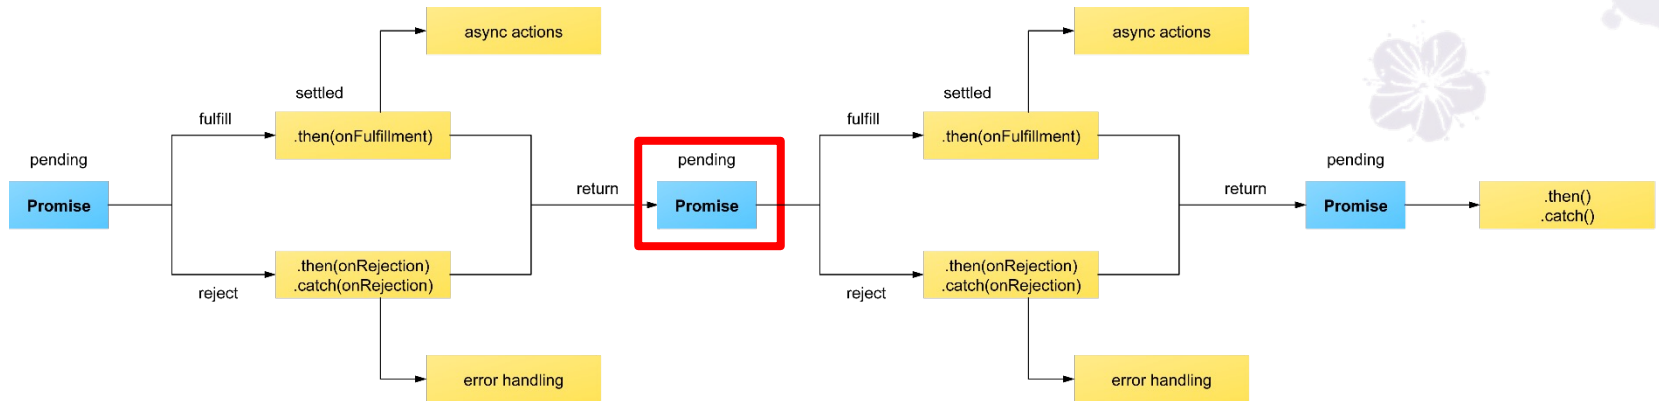 async actions
settled
fulfill
.then(onFulfillment)
pending
Promise
return
.then(onRejection)
.catch(onRejection)
reject
error handling
pending
Promise
async actions
settled
fulfill
.then(onFulfillment)
return
.then(onRejection)
.catch(onRejection)
reject
error handling
pending
Promise
.then()
.catch()